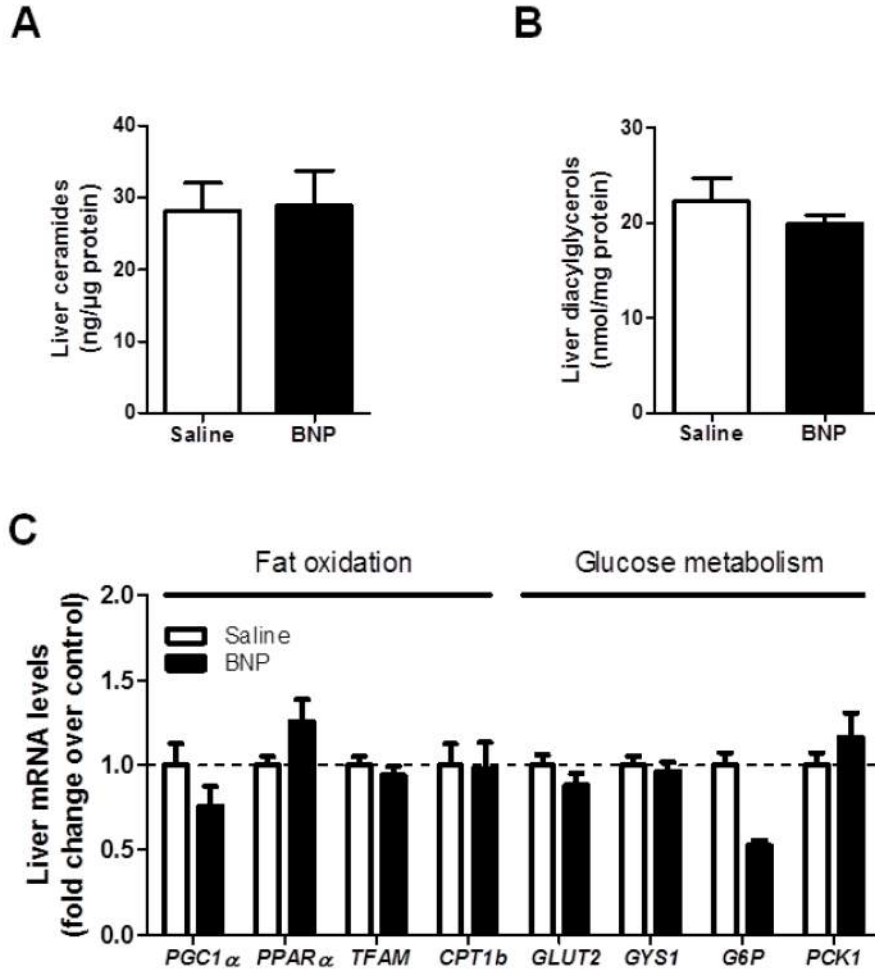 A
Liver ceramides
(ng/µg protein)
40
30
20
10
0
Saline BNP
B
Liver diacylglycerols
(nmol/mg protein)
30
20
10
0
Saline BNP
C
Fat oxidation Glucose metabolism
Liver mRNA levels
(fold change over control)
2.0
1.5
1.0
0.5
0.0
Saline
BNP
PGC1α PPARα TFAM CPT1b GLUT2 GYS1 G6P PCK1